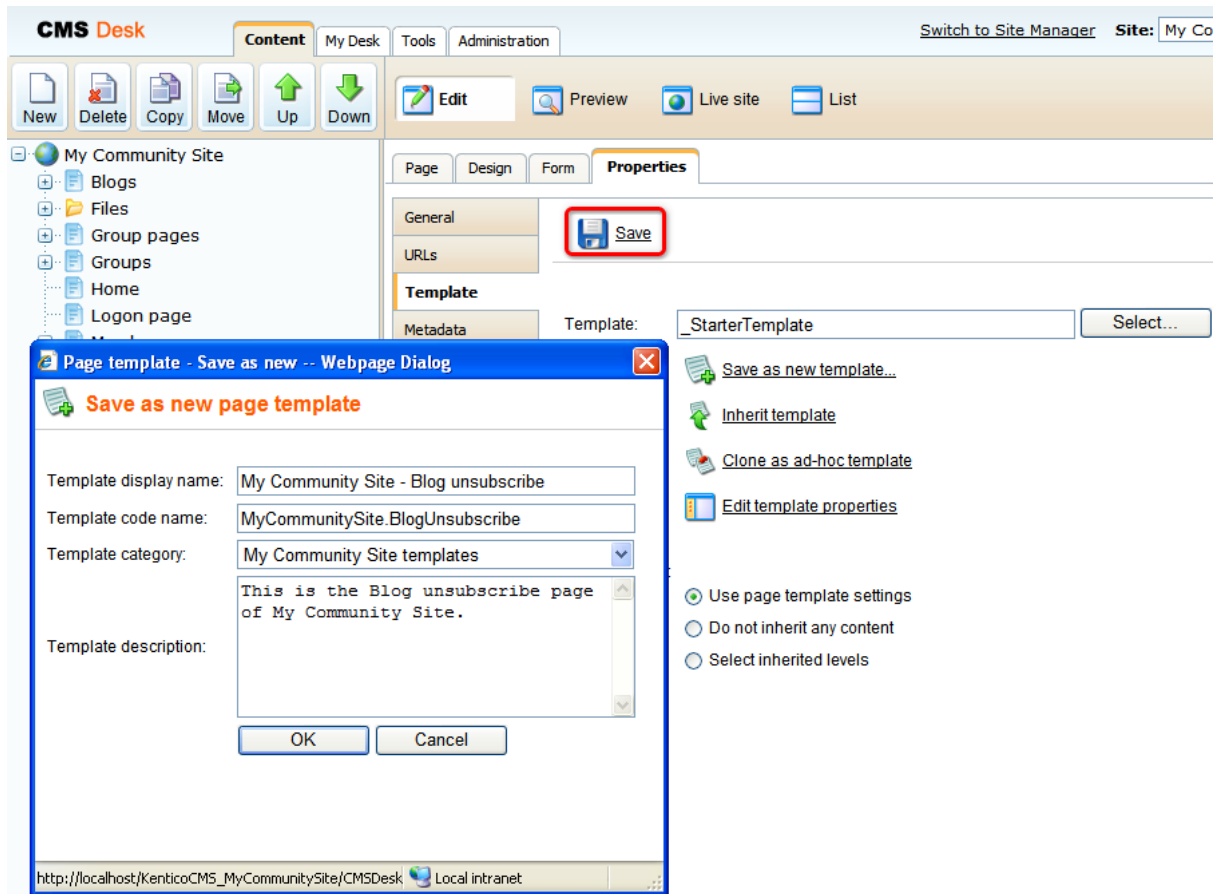 CMS Desk
Content My Desk Tools Administration
Switch to Site Manager Site: My Co
New Delete Copy Move Up Down
Edit Preview Live site List
My Community Site
Blogs
Files
Group pages
Groups
Home
Logon page
Page Design Form Properties
General
URLs
Template
Metadata
Save
Template: _StarterTemplate Select...
Save as new template...
Inherit template
Clone as ad-hoc template
Edit template properties
Use page template settings
Do not inherit any content
Select inherited levels
Page template - Save as new -- Webpage Dialog
Save as new page template
Template display name: My Community Site - Blog unsubscribe
Template code name: MyCommunitySite.BlogUnsubscribe
Template category: My Community Site templates
Template description:
This is the Blog unsubscribe page
of My Community Site.
OK Cancel
http://localhost/KenticoCMS_MyCommunitySite/CMSDesk Local intranet